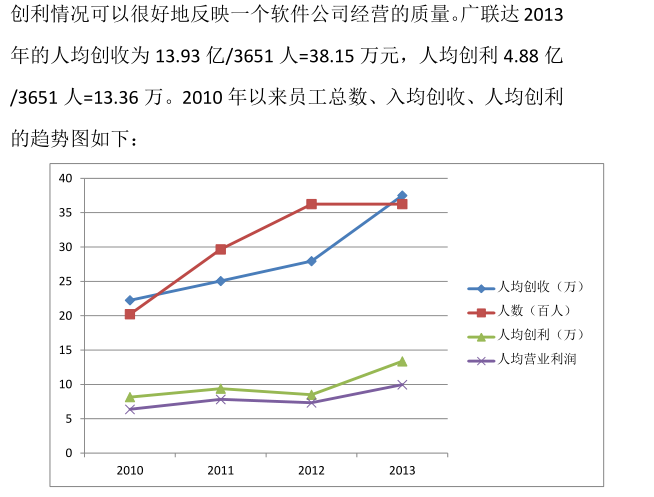 创利情况可以很好地反映一个软件公司经营的质量。广联达 2013
年的人均创收为 13.93 亿/3651 人=38.15 万元，人均创利 4.88 亿
/3651 人=13.36 万。2010 年以来员工总数、入均创收、人均创利
的趋势图如下：
40
35
30
25
20
15
10
5
0
2010 2011 2012 2013
人均创收（万）
人数（百人）
人均创利（万）
人均营业利润